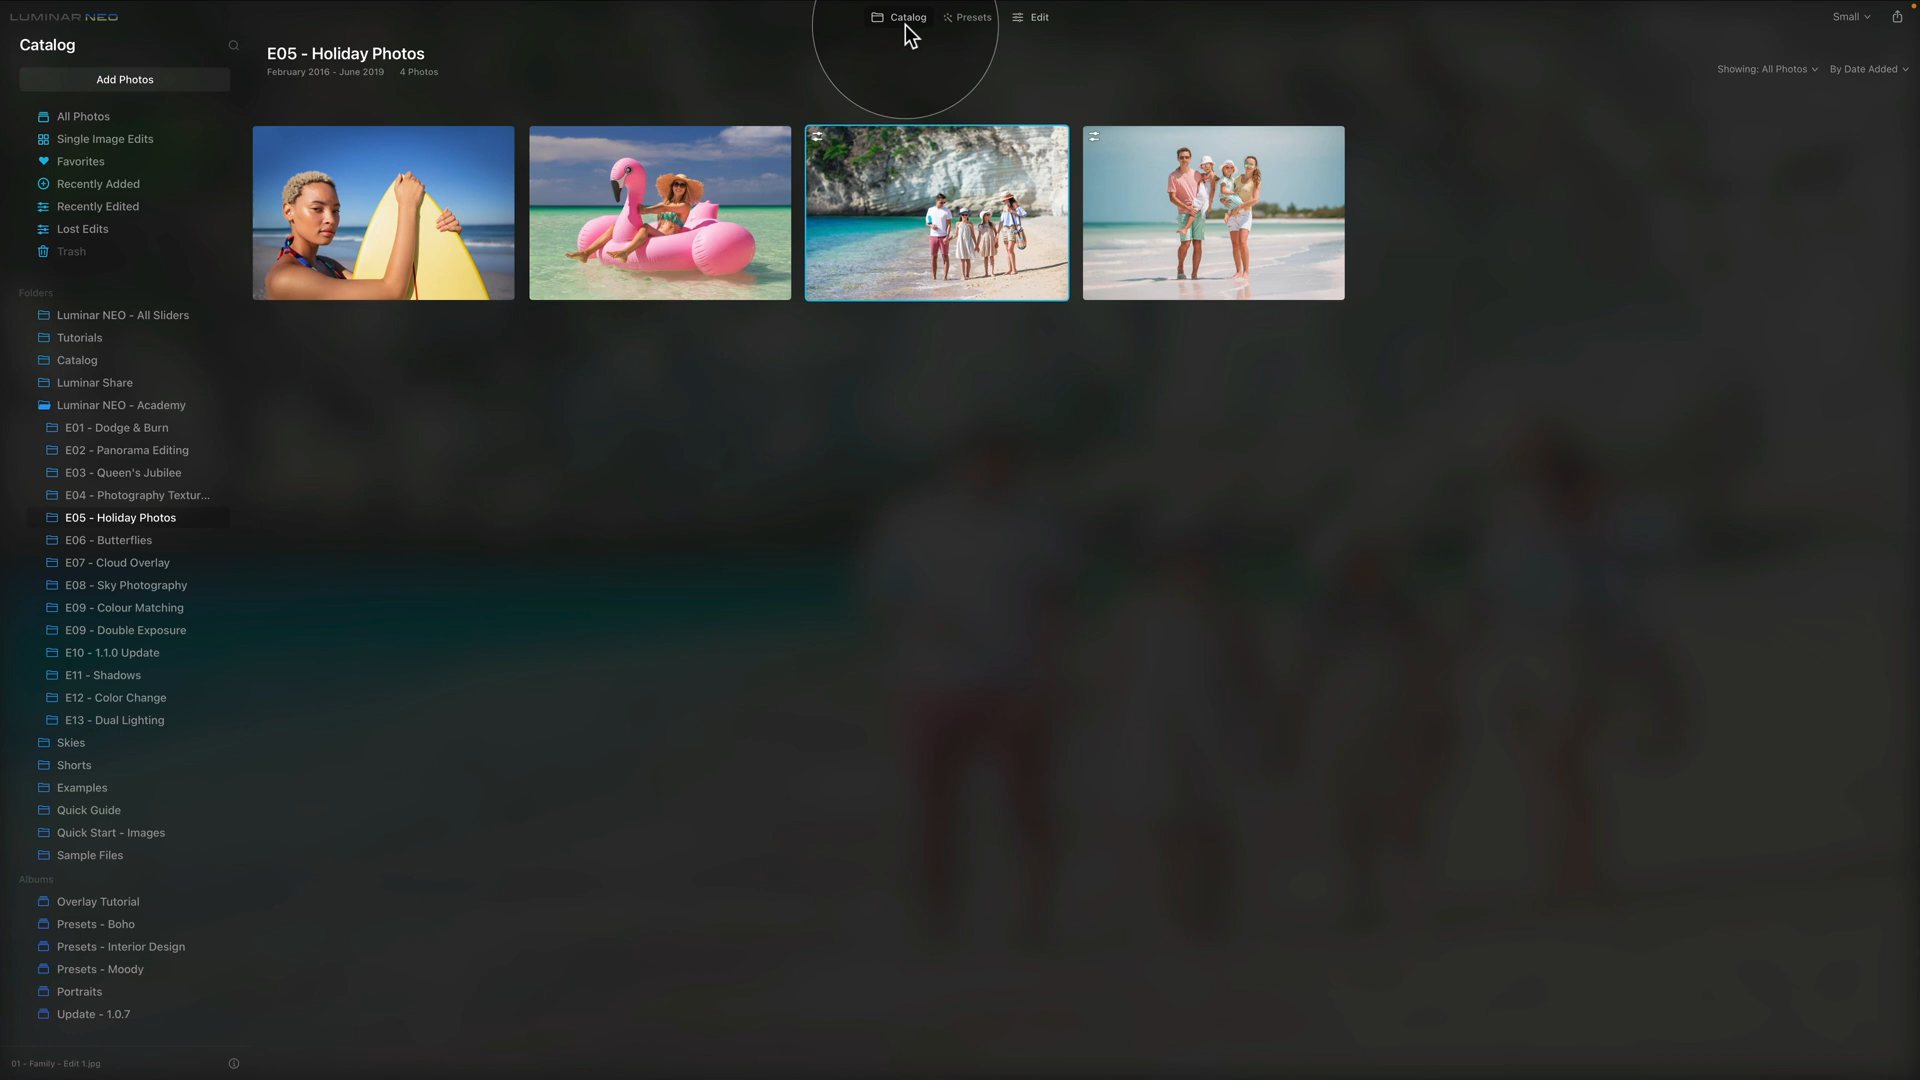 LUMINAR NEO
Catalog
Presets
Edit
Small
Catalog
Add Photos
E05 - Holiday Photos
February 2016 - June 2019
4 Photos
Showing: All Photos
By Date Added
All Photos
Single Image Edits
Favorites
Recently Added
Recently Edited
Lost Edits
Trash
Folders
Luminar NEO - All Sliders
Tutorials
Catalog
Luminar Share
Luminar NEO - Academy
E01 - Dodge & Burn
E02 - Panorama Editing
E03 - Queen's Jubilee
E04 - Photography Textur...
E05 - Holiday Photos
E06 - Butterflies
E07 - Cloud Overlay
E08 - Sky Photography
E09 - Colour Matching
E09 - Double Exposure
E10 - 1.1.0 Update
E11 - Shadows
E12 - Color Change
E13 - Dual Lighting
Skies
Shorts
Examples
Quick Guide
Quick Start - Images
Sample Files
Albums
Overlay Tutorial
Presets - Boho
Presets - Interior Design
Presets - Moody
Portraits
Update - 1.0.7
01 - Family - Edit 1.jpg